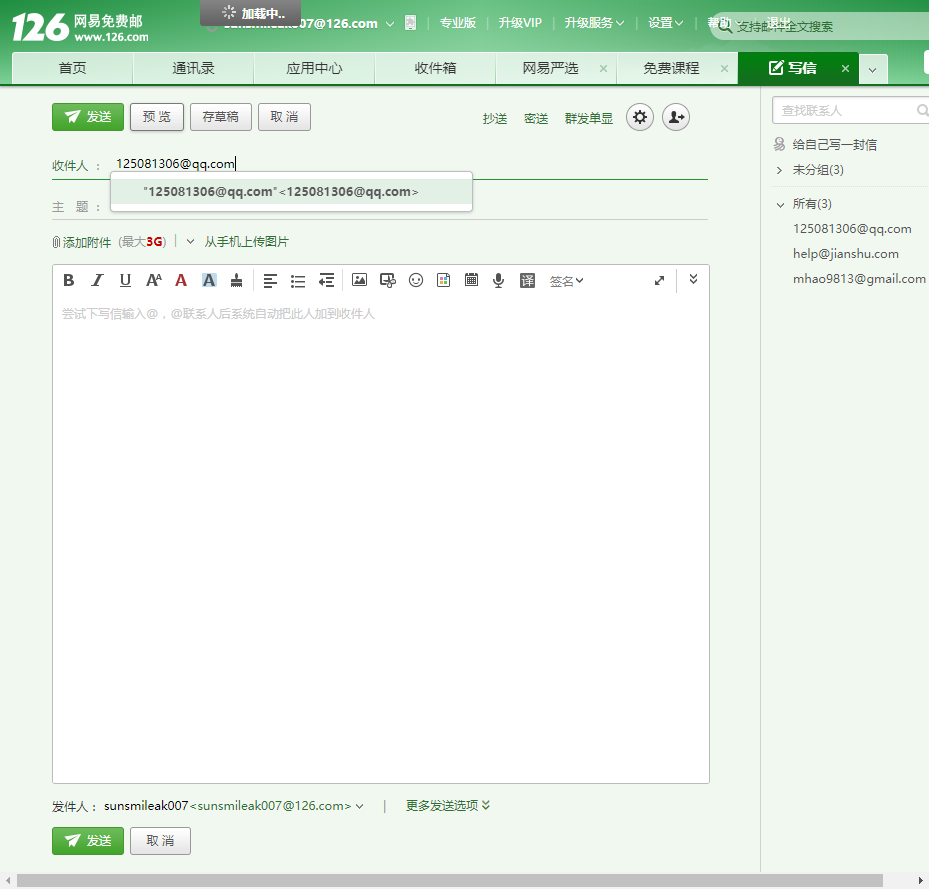 126 网易免费邮
www.126.com
加载中..
sunsmileak007@126.com
专业版 升级VIP 升级服务 设置 帮助 退出
支持邮件全文搜索
首页 通讯录 应用中心 收件箱 网易严选 × 免费课程 × 写信 ×
发送 预 览 存草稿 取 消
抄送 密送 群发单显
查找联系人
收件人： 125081306@qq.com
"125081306@qq.com"<125081306@qq.com>
主 题：
添加附件 (最大3G) 从手机上传图片
B I U A A A 译 签名
尝试下写信输入@，@联系人后系统自动把此人加到收件人
给自己写一封信
未分组(3)
所有(3)
125081306@qq.com
help@jianshu.com
mhao9813@gmail.com
发件人： sunsmileak007<sunsmileak007@126.com> | 更多发送选项
发送 取 消